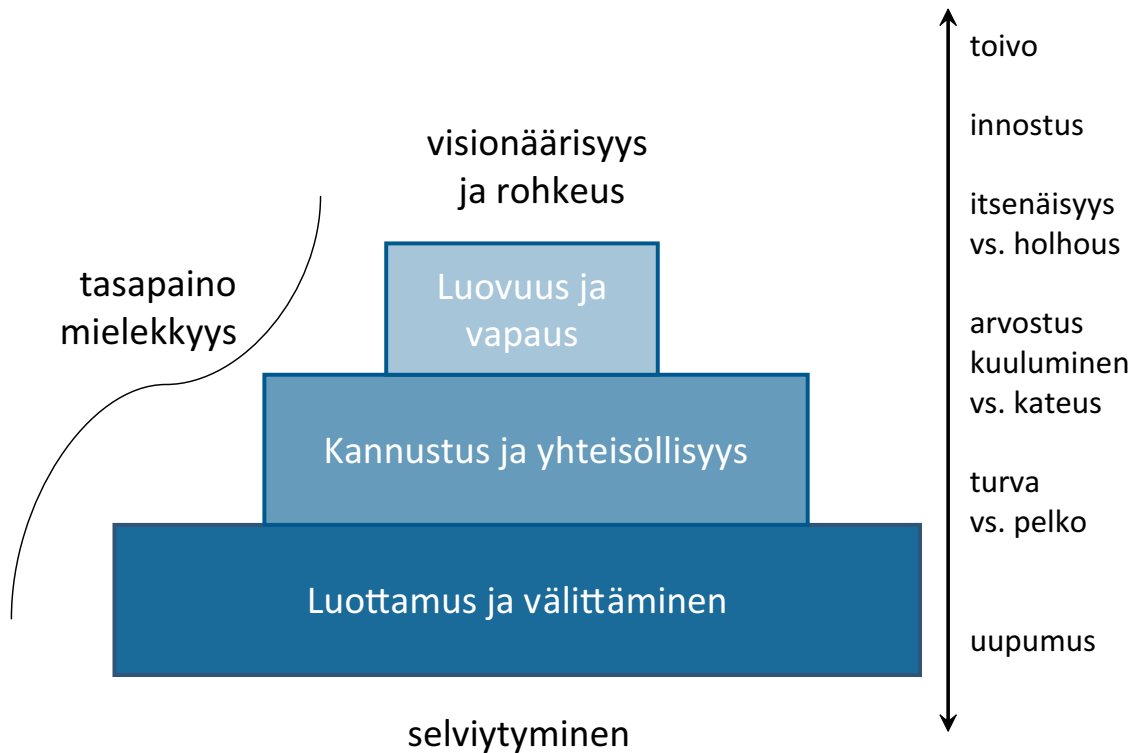 visionäärisyys
ja rohkeus
tasapaino
mielekkyys
Luovuus ja
vapaus
Kannustus ja yhteisöllisyys
Luottamus ja välittäminen
selviytyminen
toivo
innostus
itsenäisyys
vs. holhous
arvostus
kuuluminen
vs. kateus
turva
vs. pelko
uupumus